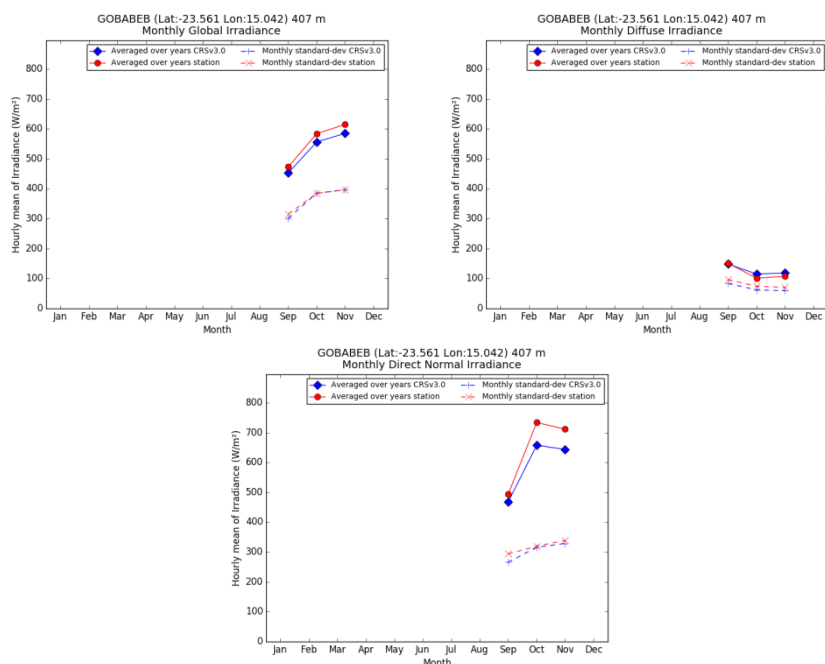 GOBABEB (Lat:-23.561 Lon:15.042) 407 m
Monthly Global Irradiance
Averaged over years CRSv3.0
Averaged over years station
Monthly standard-dev CRSv3.0
Monthly standard-dev station
Hourly mean of Irradiance (W/m²)
800
700
600
500
400
300
200
100
0
Jan Feb Mar Apr May Jun Jul Aug Sep Oct Nov Dec
Month
GOBABEB (Lat:-23.561 Lon:15.042) 407 m
Monthly Diffuse Irradiance
Averaged over years CRSv3.0
Averaged over years station
Monthly standard-dev CRSv3.0
Monthly standard-dev station
Hourly mean of Irradiance (W/m²)
800
700
600
500
400
300
200
100
0
Jan Feb Mar Apr May Jun Jul Aug Sep Oct Nov Dec
Month
GOBABEB (Lat:-23.561 Lon:15.042) 407 m
Monthly Direct Normal Irradiance
Averaged over years CRSv3.0
Averaged over years station
Monthly standard-dev CRSv3.0
Monthly standard-dev station
Hourly mean of Irradiance (W/m²)
800
700
600
500
400
300
200
100
0
Jan Feb Mar Apr May Jun Jul Aug Sep Oct Nov Dec
Month